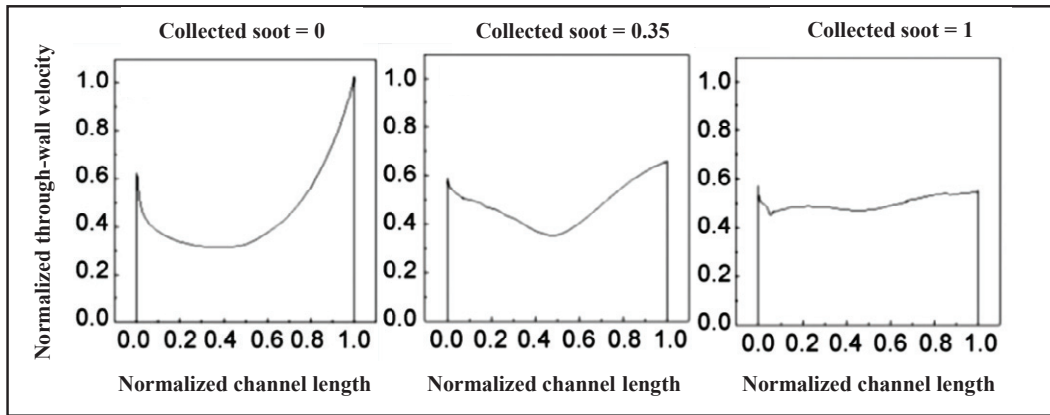 Collected soot = 0
Collected soot = 0.35
Collected soot = 1
Normalized through-wall velocity
1.0
0.8
0.6
0.4
0.2
0.0
0.0 0.2 0.4 0.6 0.8 1.0
Normalized channel length
1.0
0.8
0.6
0.4
0.2
0.0
0.0 0.2 0.4 0.6 0.8 1.0
Normalized channel length
1.0
0.8
0.6
0.4
0.2
0.0
0.0 0.2 0.4 0.6 0.8 1.0
Normalized channel length